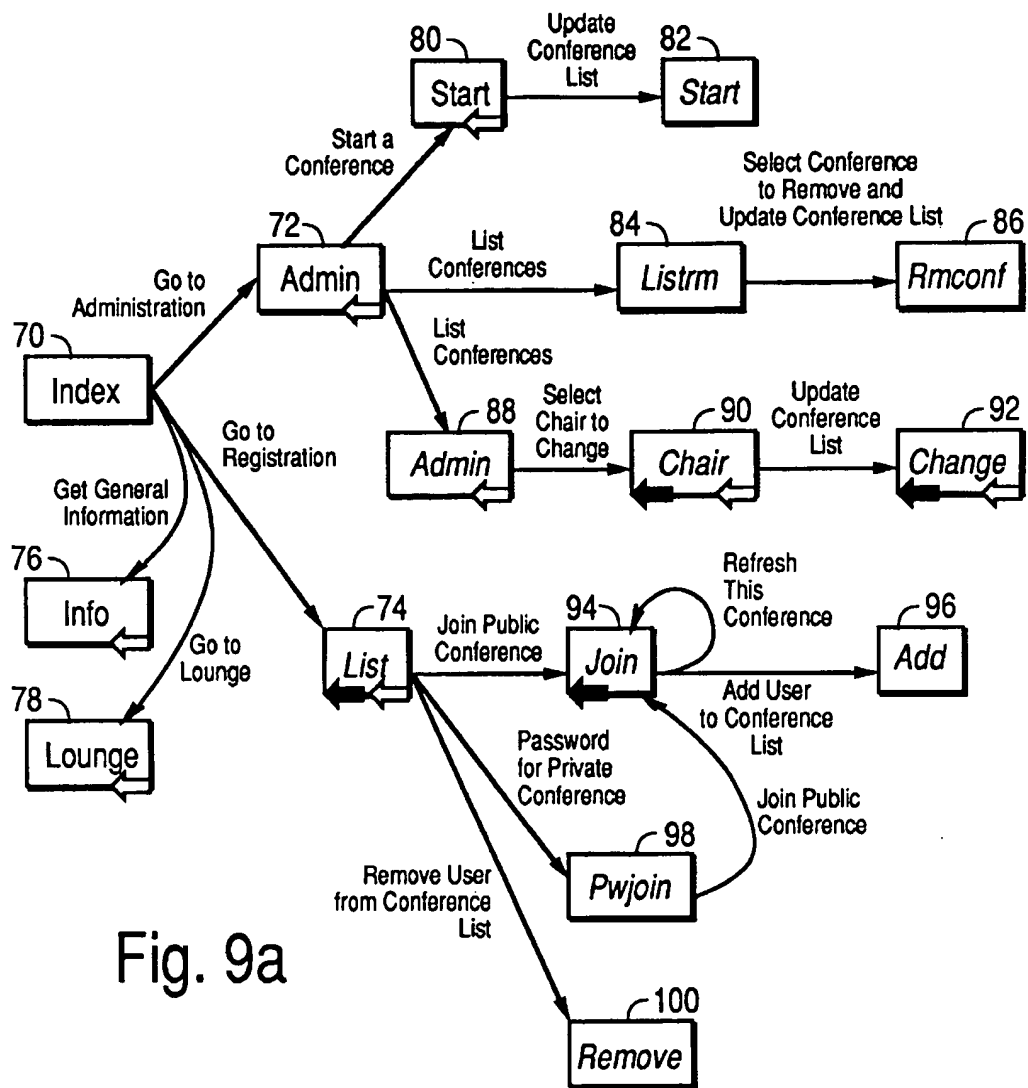 80
Start
Update
Conference
List
82
Start
Start a
Conference
Select Conference
to Remove and
Update Conference List
72
Admin
List
Conferences
84
Listrm
86
Rmconf
Go to
Administration
List
Conferences
70
Index
88
Admin
Select
Chair to
Change
90
Chair
Update
Conference
List
92
Change
Go to
Registration
Get General
Information
76
Info
Go to
Lounge
78
Lounge
74
List
Join Public
Conference
94
Join
Refresh
This
Conference
96
Add
Add User
to Conference
List
Password
for Private
Conference
Join Public
Conference
98
Pwjoin
Remove User
from Conference
List
100
Remove
Fig. 9a